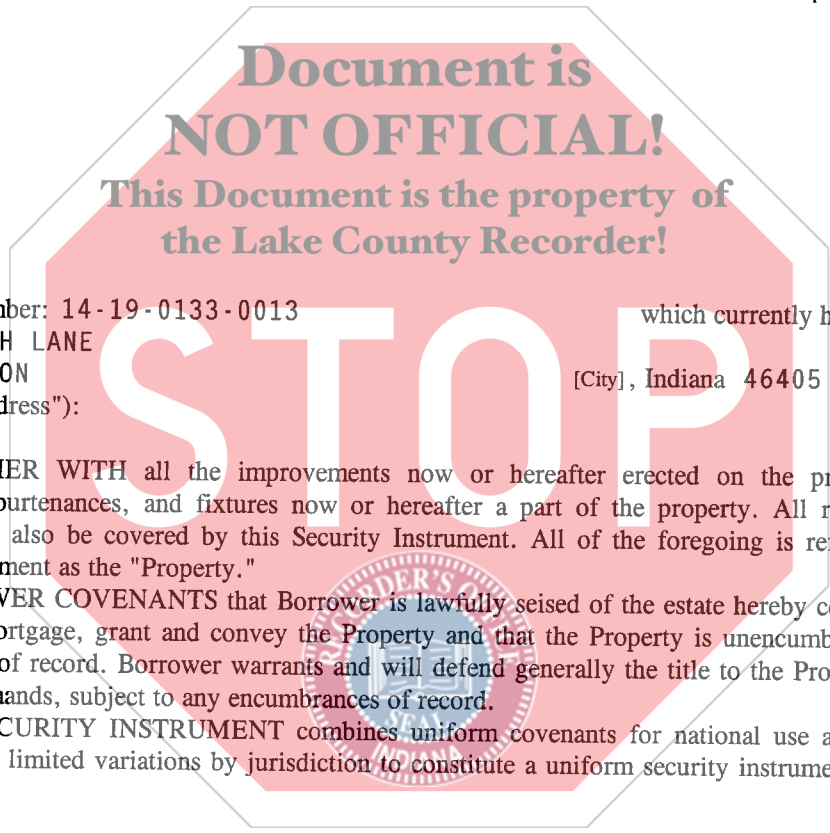 Document is
NOT OFFICIAL!
This Document is the property of
the Lake County Recorder!
STOP
nber: 14-19-0133-0013 which currently h
H LANE
ON [City], Indiana 46405
dress"):
IER WITH all the improvements now or hereafter erected on the pr
purtenances, and fixtures now or hereafter a part of the property. All r
also be covered by this Security Instrument. All of the foregoing is re
ment as the "Property."
VER COVENANTS that Borrower is lawfully seised of the estate hereby c
ortgage, grant and convey the Property and that the Property is unencumb
of record. Borrower warrants and will defend generally the title to the Pro
nands, subject to any encumbrances of record.
CURITY INSTRUMENT combines uniform covenants for national use a
limited variations by jurisdiction to constitute a uniform security instrume
RECORDER'S OFFICE
SEAL
INDIANA